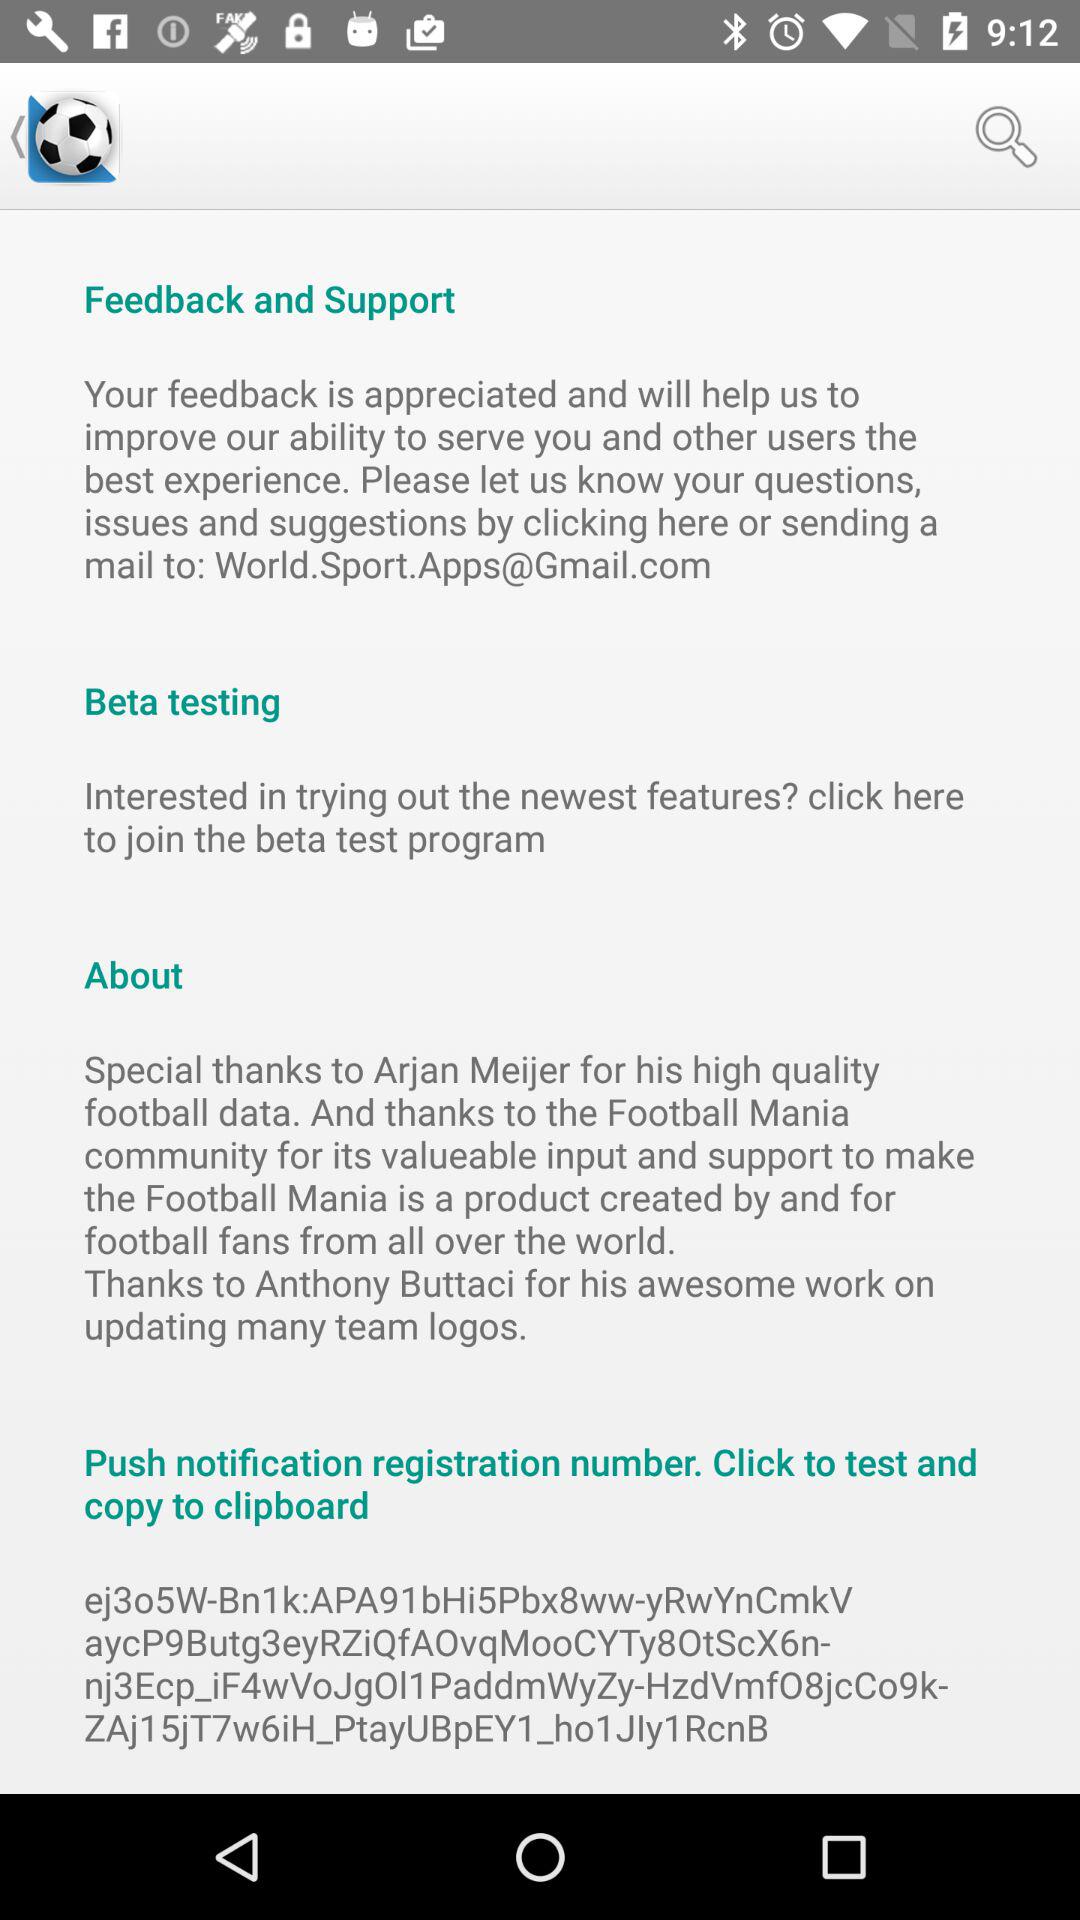 FAKE
9:12
Feedback and Support
Your feedback is appreciated and will help us to
improve our ability to serve you and other users the
best experience. Please let us know your questions,
issues and suggestions by clicking here or sending a
mail to: World.Sport.Apps@Gmail.com
Beta testing
Interested in trying out the newest features? click here
to join the beta test program
About
Special thanks to Arjan Meijer for his high quality
football data. And thanks to the Football Mania
community for its valueable input and support to make
the Football Mania is a product created by and for
football fans from all over the world.
Thanks to Anthony Buttaci for his awesome work on
updating many team logos.
Push notification registration number. Click to test and
copy to clipboard
ej3o5W-Bn1k:APA91bHi5Pbx8ww-yRwYnCmkV
aycP9Butg3eyRZiQfAOvqMooCYTy8OtScX6n-
nj3Ecp_iF4wVoJgOl1PaddmWyZy-HzdVmfO8jcCo9k-
ZAj15jT7w6iH_PtayUBpEY1_ho1JIy1RcnB